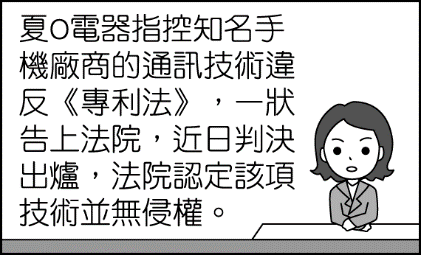 夏O電器指控知名手
機廠商的通訊技術違
反《專利法》，一狀
告上法院，近日判決
出爐，法院認定該項
技術並無侵權。